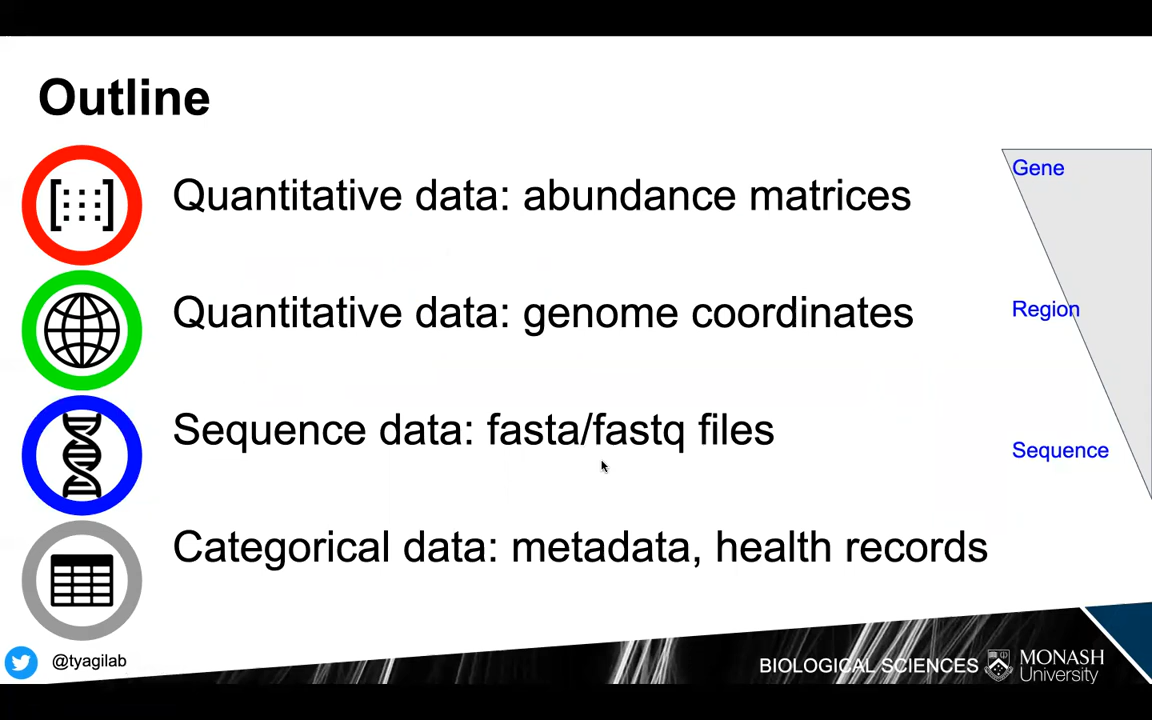 Outline
Quantitative data: abundance matrices
Gene
Quantitative data: genome coordinates
Region
Sequence data: fasta/fastq files
Sequence
Categorical data: metadata, health records
@tyagilab
BIOLOGICAL SCIENCES
MONASH
University